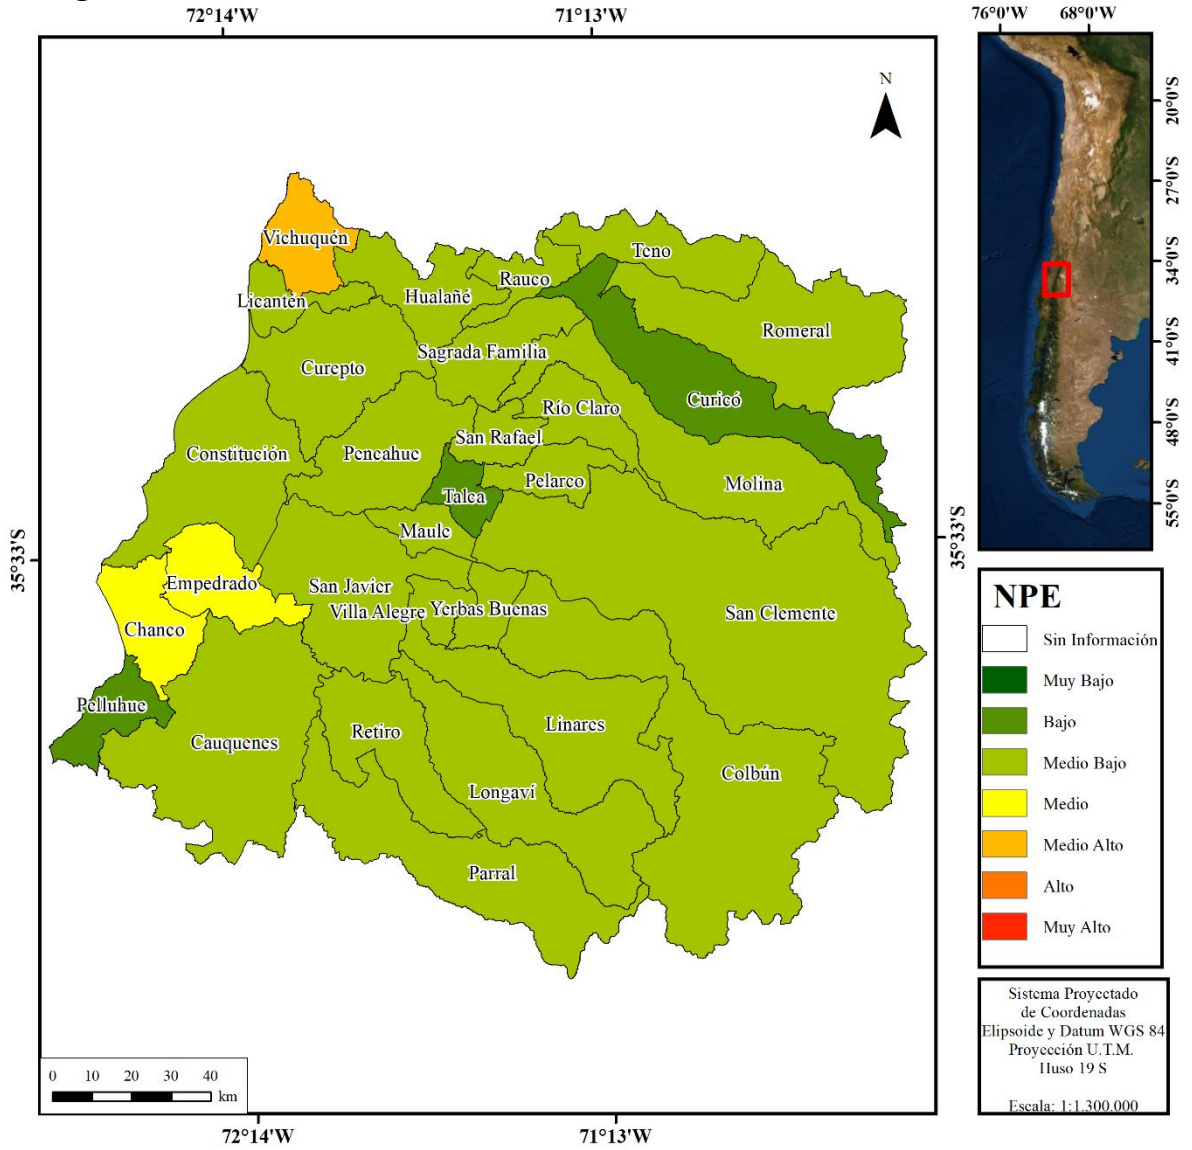 72°14'W
71°13'W
76°0'W
68°0'W
N
20°0'S
27°0'S
34°0'S
41°0'S
48°0'S
55°0'S
Vichuquén
Teno
Rauco
Licantén
Hualañé
Romeral
Sagrada Familia
Curepto
Curicó
Río Claro
San Rafael
Constitución
Pencahue
Pelarco
Molina
Talca
Maule
35°33'S
35°33'S
Empedrado
San Javier
Villa Alegre
Yerbas Buenas
San Clemente
Chanco
Pelluhue
Cauquenes
Retiro
Linares
Colbún
Longaví
Parral
NPE
Sin Información
Muy Bajo
Bajo
Medio Bajo
Medio
Medio Alto
Alto
Muy Alto
Sistema Proyectado
de Coordenadas
Elipsoide y Datum WGS 84
Proyección U.T.M.
Huso 19 S
Escala: 1:1.300.000
0 10 20 30 40
km
72°14'W
71°13'W